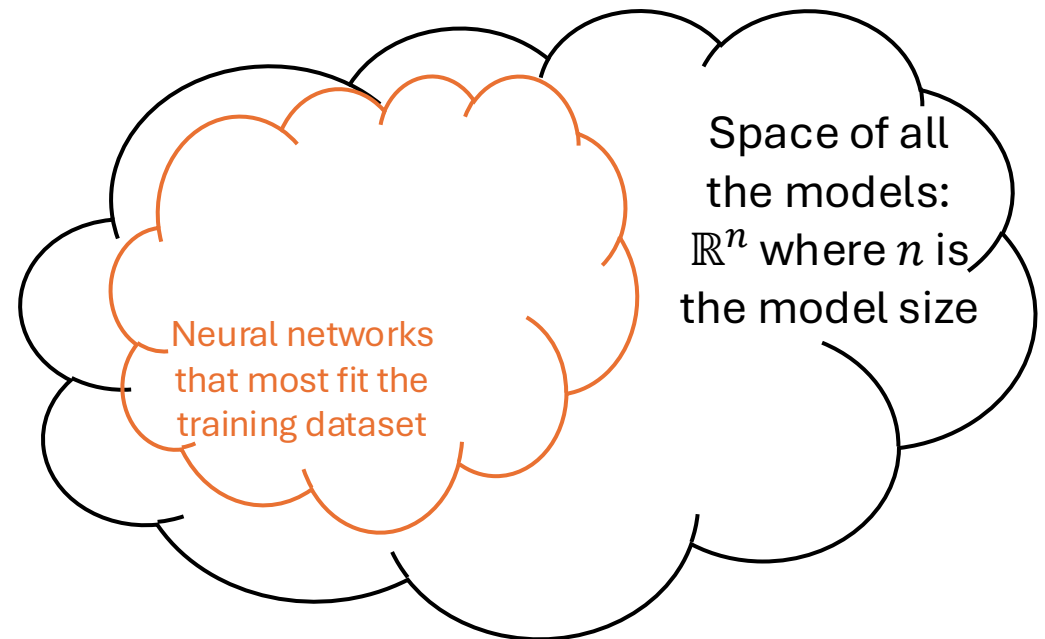 Space of all
the models:
ℝⁿ where n is
the model size
Neural networks
that most fit the
training dataset